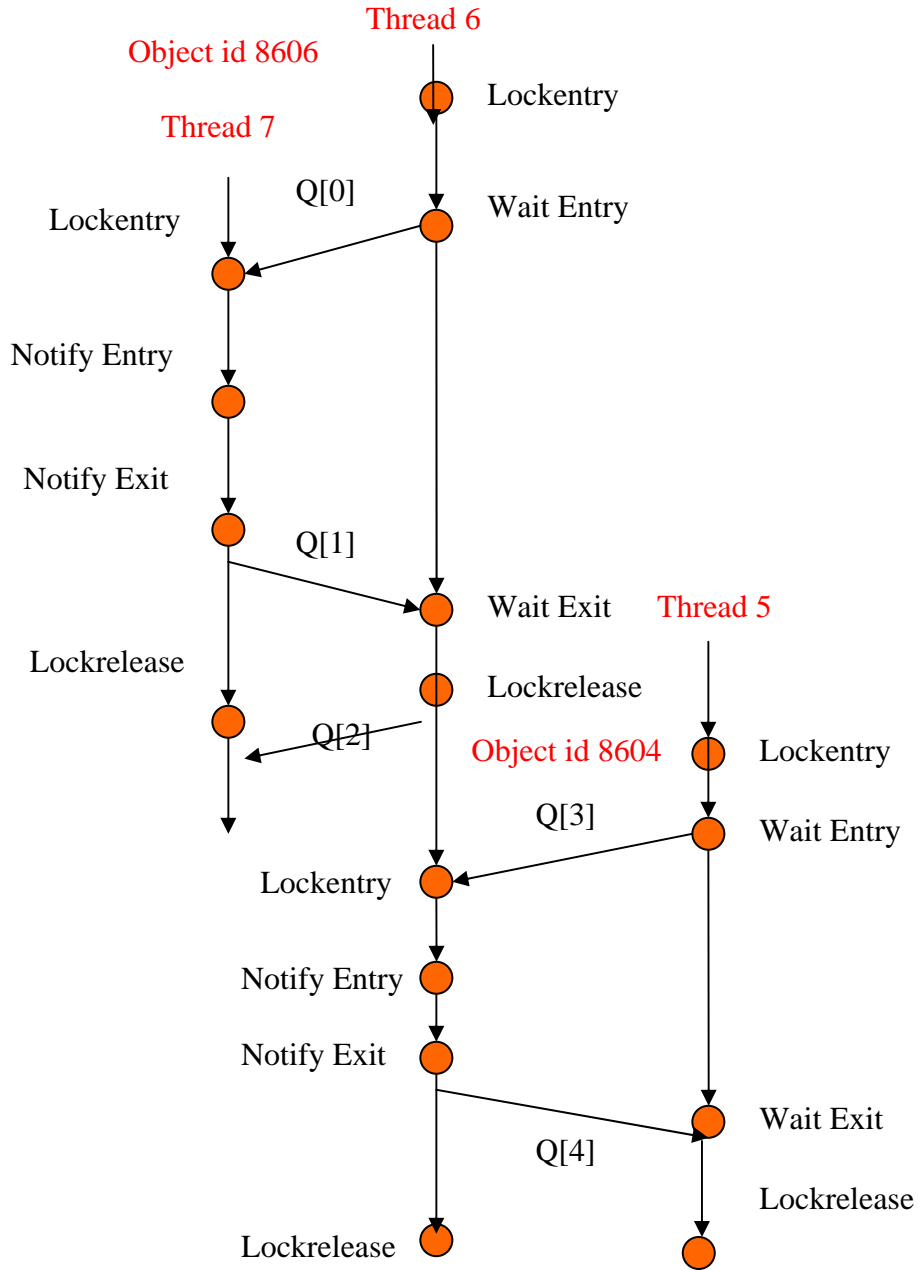 Thread 6
Object id 8606
Lockentry
Thread 7
Q[0]
Wait Entry
Lockentry
Notify Entry
Notify Exit
Q[1]
Wait Exit
Thread 5
Lockrelease
Lockrelease
Q[2]
Object id 8604
Lockentry
Q[3]
Wait Entry
Lockentry
Notify Entry
Notify Exit
Wait Exit
Q[4]
Lockrelease
Lockrelease